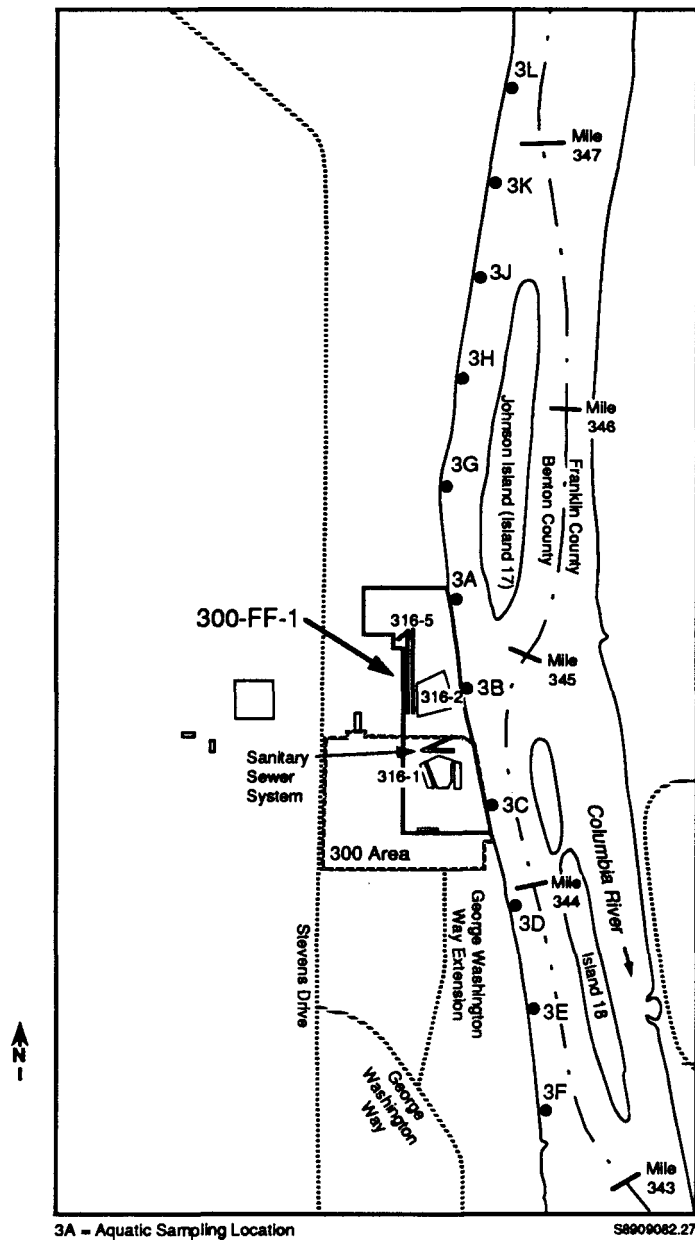 3L
Mile
347
3K
3J
3H
Johnson Island (Island 17)
Mile
346
Franklin County
Benton County
3G
3A
300-FF-1
316-5
Mile
345
316-2
3B
Sanitary
Sewer
System
316-1
3C
Columbia River
300 Area
Mile
344
3D
George Washington
Way Extension
Stevens Drive
Island 18
3E
N
George
Washington
Way
3F
Mile
343
3A = Aquatic Sampling Location
S8909082.27